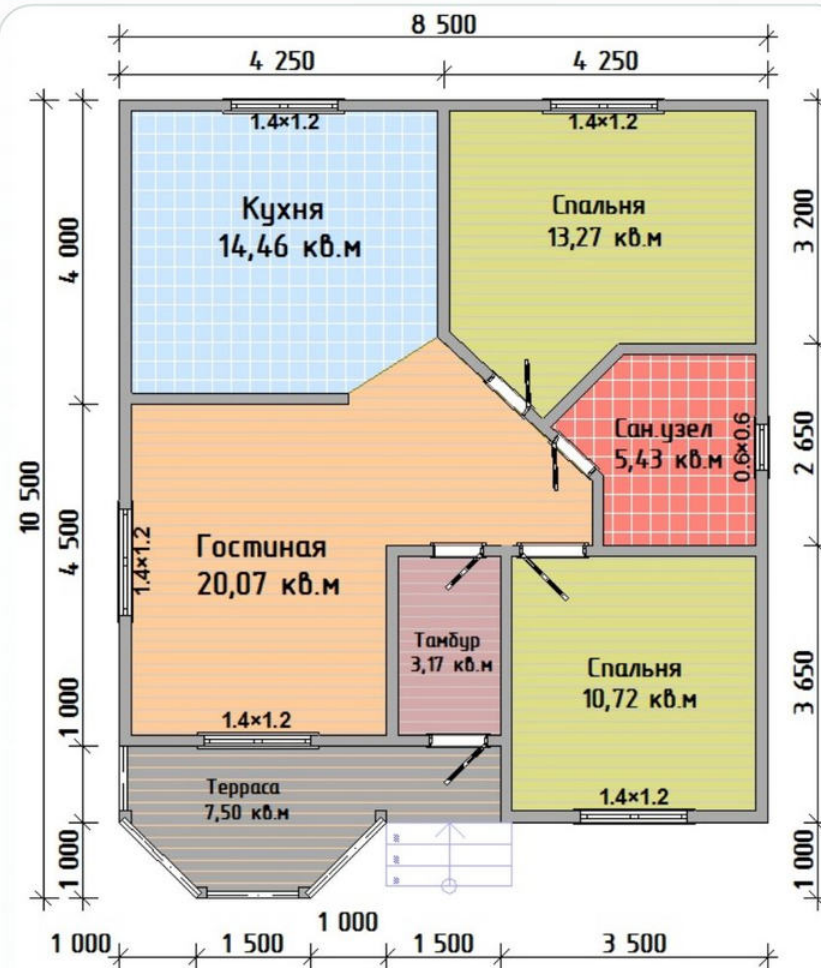 8 500
4 250
4 250
1.4×1.2
1.4×1.2
Кухня
14,46 кв.м
Спальня
13,27 кв.м
4 000
3 200
10 500
4 500
Сан.узел
5,43 кв.м
0.6×0.6
2 650
1.4×1.2
Гостиная
20,07 кв.м
Тамбур
3,17 кв.м
Спальня
10,72 кв.м
3 650
1 000
1.4×1.2
Терраса
7,50 кв.м
1.4×1.2
1 000
1 000
1 000
1 000
1 500
1 500
3 500